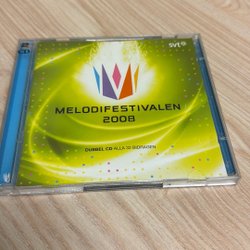 svt
MELODIFESTIVALEN
2008
DUBBEL CD ALLA 32 BIDRAGEN